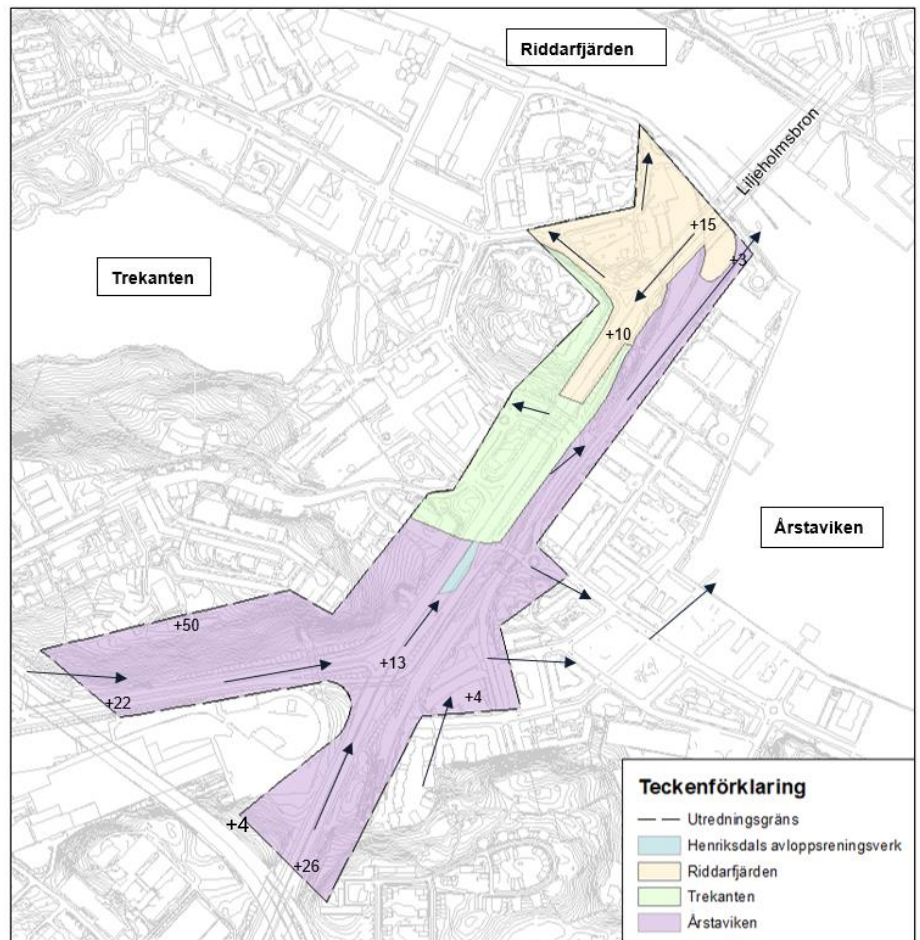 Riddarfjärden
Liljeholmsbron
+15
+3
Trekanten
+10
Årstaviken
+50
+13
+22
+4
+4
+26
Teckenförklaring
Utredningsgräns
Henriksdals avloppsreningsverk
Riddarfjärden
Trekanten
Årstaviken